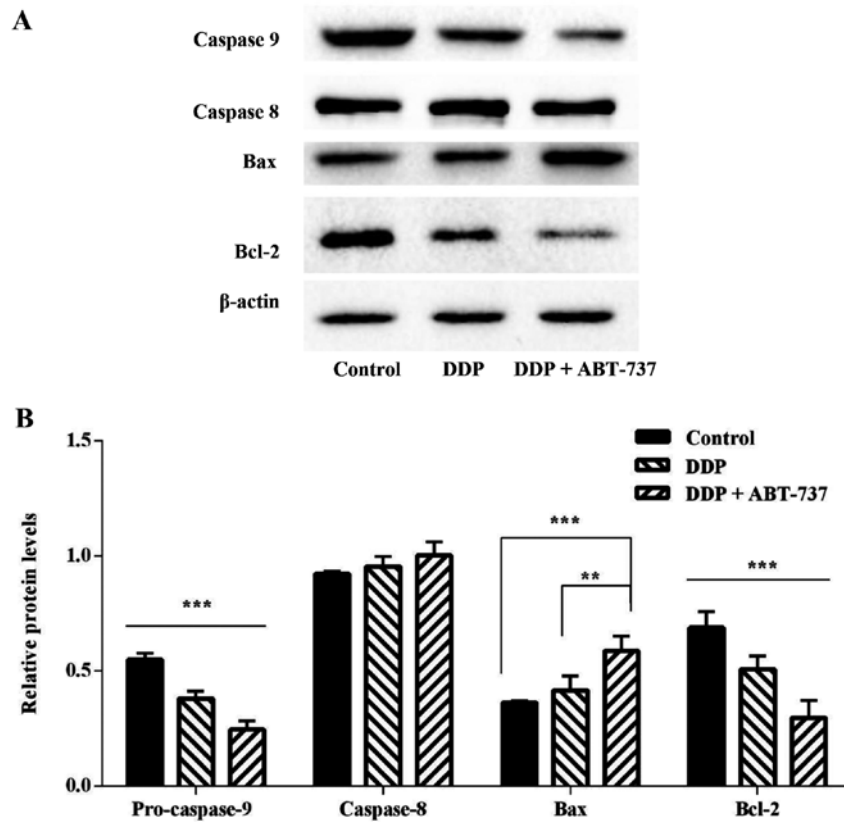 A
Caspase 9
Caspase 8
Bax
Bcl-2
β-actin
Control DDP DDP + ABT-737
B
Relative protein levels
1.5
1.0
0.5
0.0
Control
DDP
DDP + ABT-737
***
***
**
***
Pro-caspase-9 Caspase-8 Bax Bcl-2